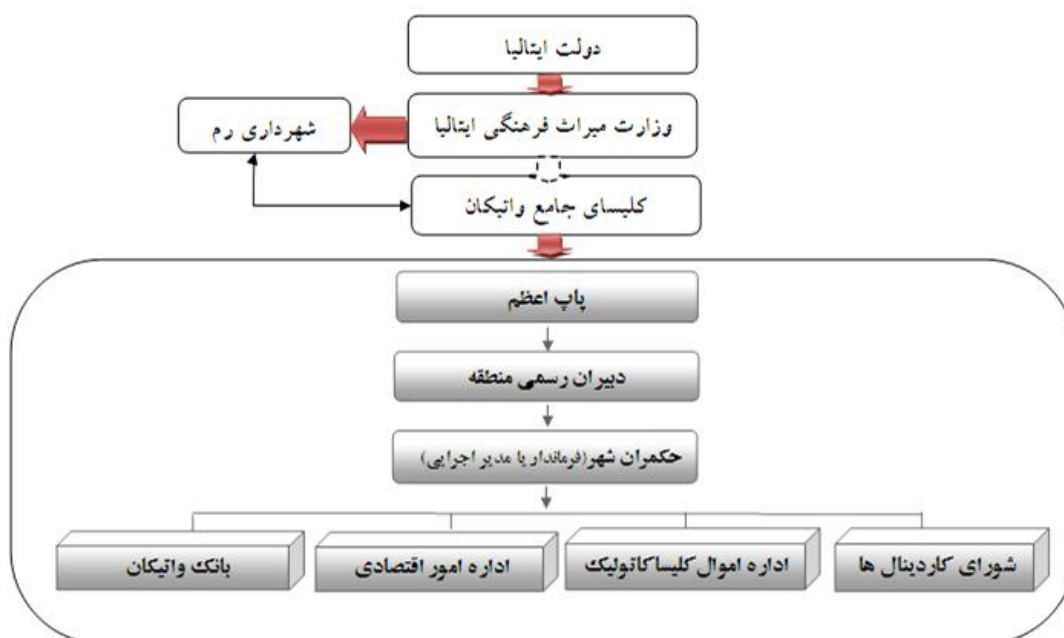 دولت ایتالیا
وزارت میراث فرهنگی ایتالیا
شهرداری رم
کلیسای جامع واتیکان
پاپ اعظم
دبیران رسمی منطقه
حکمران شهر(فرماندار یا مدیر اجرایی)
شورای کاردینال ها
اداره اموال کلیسا کاتولیک
اداره امور اقتصادی
بانک واتیکان